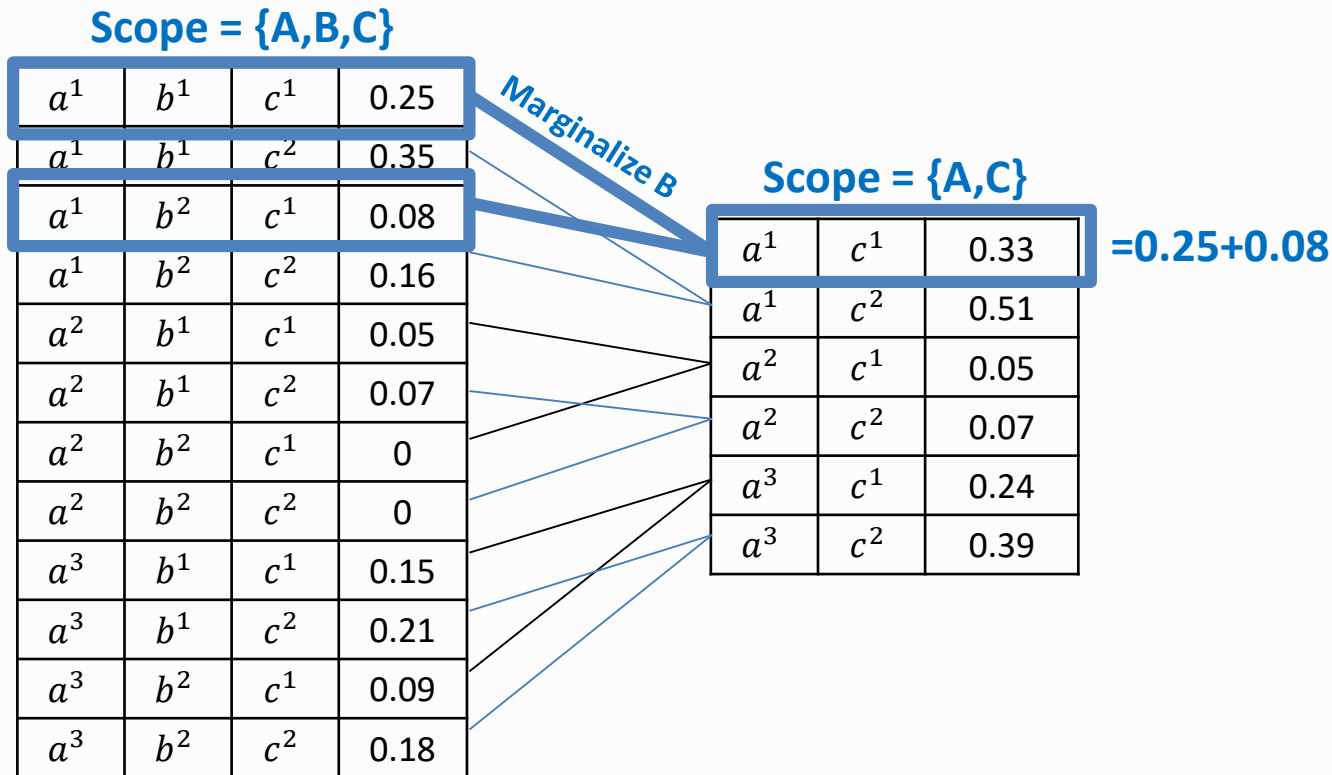 Scope = {A,B,C}
a¹ b¹ c¹ 0.25
a¹ b¹ c² 0.35
a¹ b² c¹ 0.08
a¹ b² c² 0.16
a² b¹ c¹ 0.05
a² b¹ c² 0.07
a² b² c¹ 0
a² b² c² 0
a³ b¹ c¹ 0.15
a³ b¹ c² 0.21
a³ b² c¹ 0.09
a³ b² c² 0.18
Marginalize B
Scope = {A,C}
a¹ c¹ 0.33 =0.25+0.08
a¹ c² 0.51
a² c¹ 0.05
a² c² 0.07
a³ c¹ 0.24
a³ c² 0.39